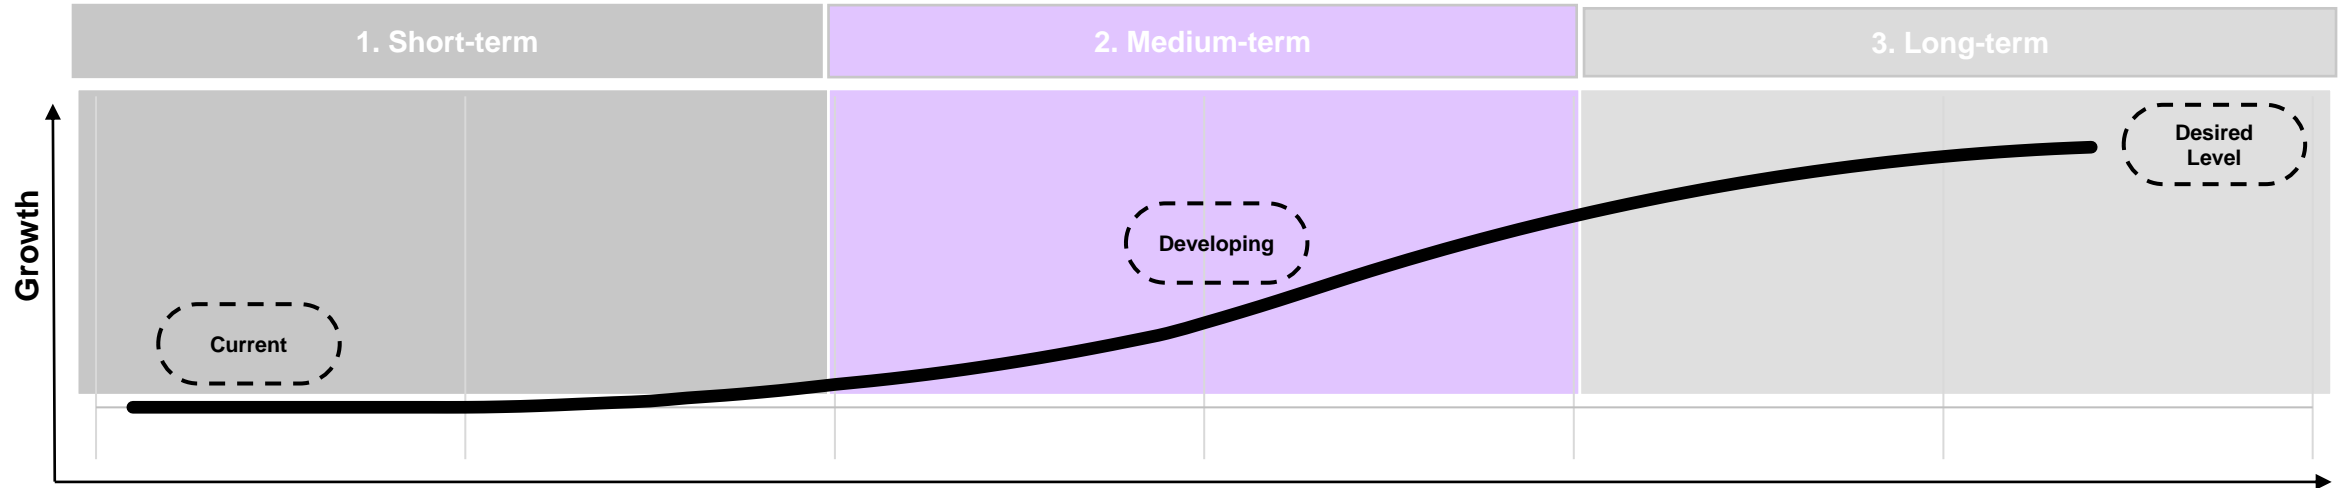 1. Short-term
2. Medium-term
3. Long-term
Growth
Current
Developing
Desired
Level